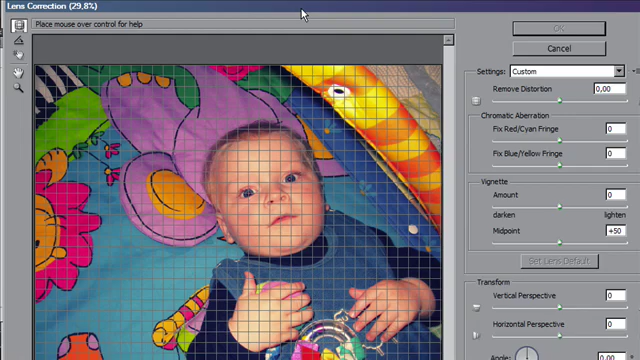 Lens Correction (29,8%)
Place mouse over control for help
OK
Cancel
Settings: Custom
Remove Distortion 0,00
Chromatic Aberration
Fix Red/Cyan Fringe 0
Fix Blue/Yellow Fringe 0
Vignette
Amount 0
darken lighten
Midpoint +50
Set Lens Default
Transform
Vertical Perspective 0
Horizontal Perspective 0
Angle: 0,00